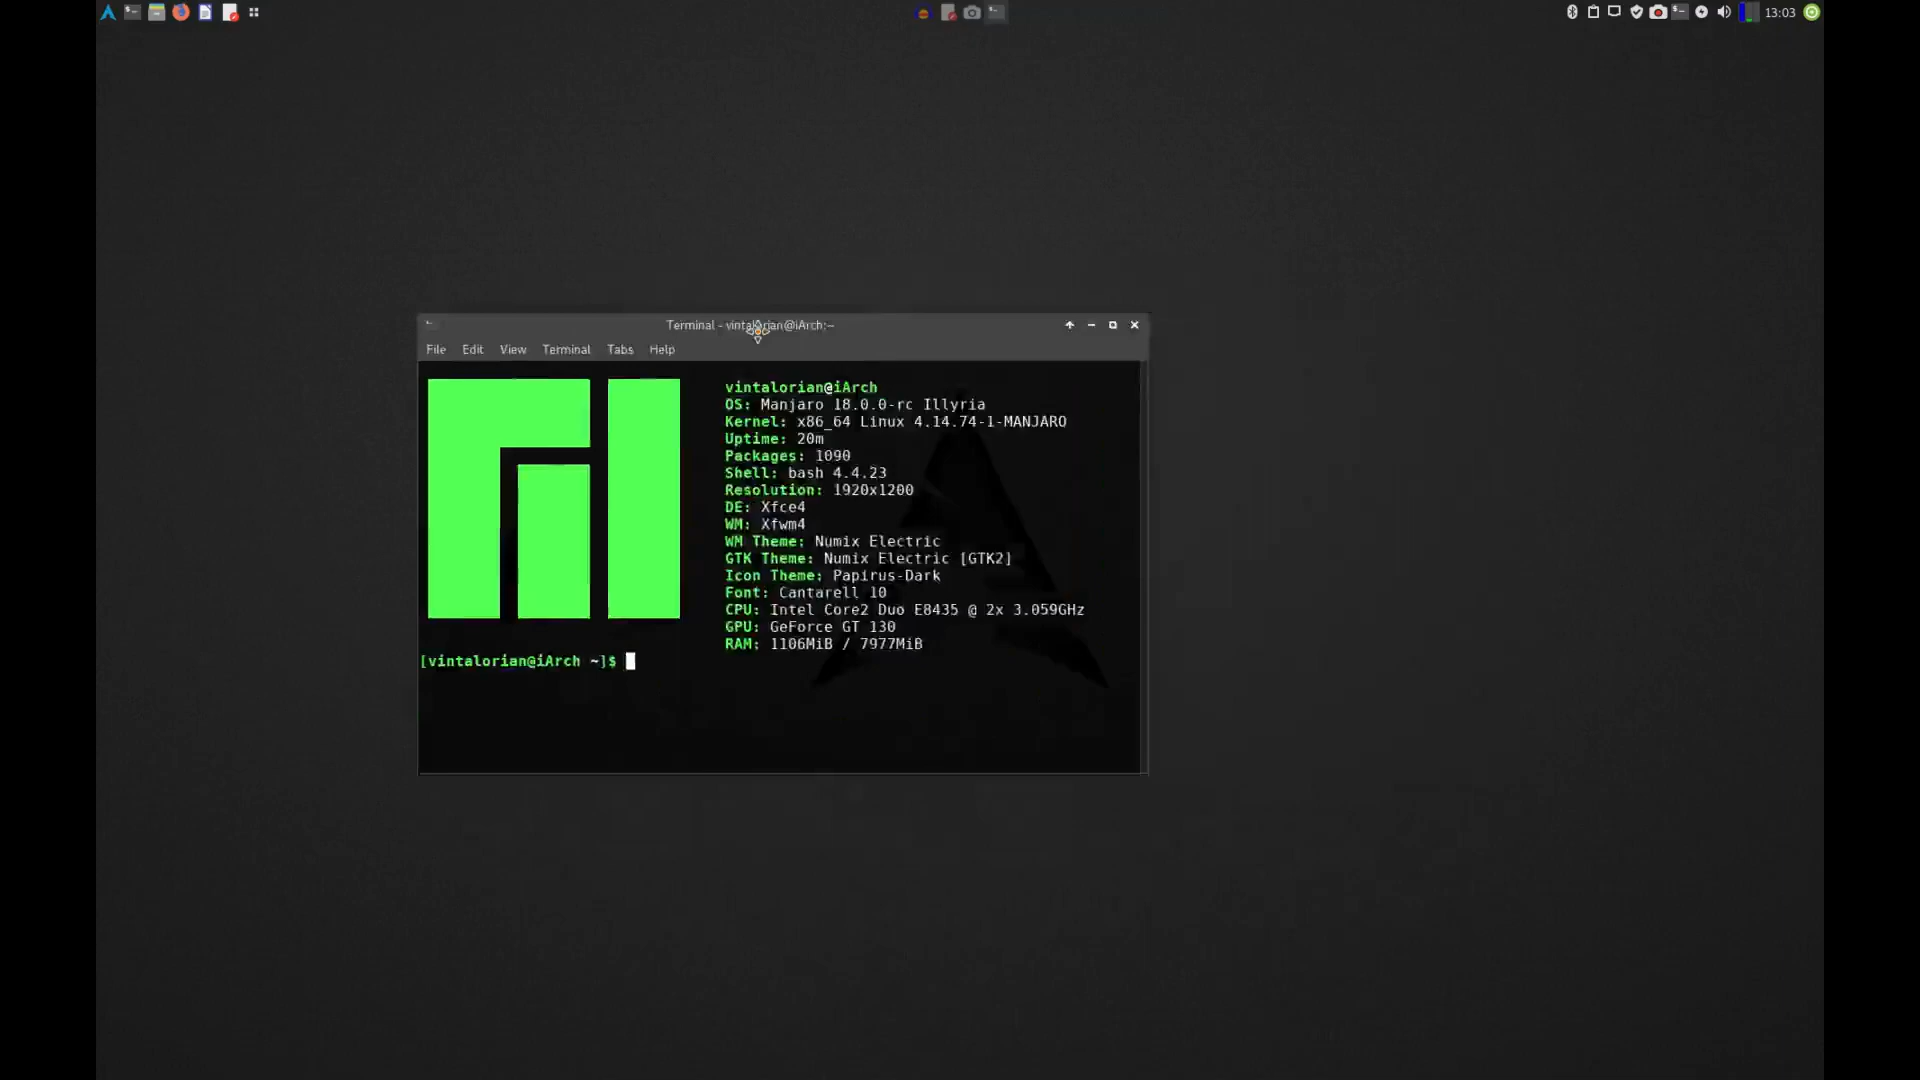 13:03
Terminal - vintalorian@iArch:~
File Edit View Terminal Tabs Help
vintalorian@iArch
OS: Manjaro 18.0.0-rc Illyria
Kernel: x86_64 Linux 4.14.74-1-MANJARO
Uptime: 20m
Packages: 1090
Shell: bash 4.4.23
Resolution: 1920x1200
DE: Xfce4
WM: Xfwm4
WM Theme: Numix Electric
GTK Theme: Numix Electric [GTK2]
Icon Theme: Papirus-Dark
Font: Cantarell 10
CPU: Intel Core2 Duo E8435 @ 2x 3.059GHz
GPU: GeForce GT 130
RAM: 1106MiB / 7977MiB
[vintalorian@iArch ~]$